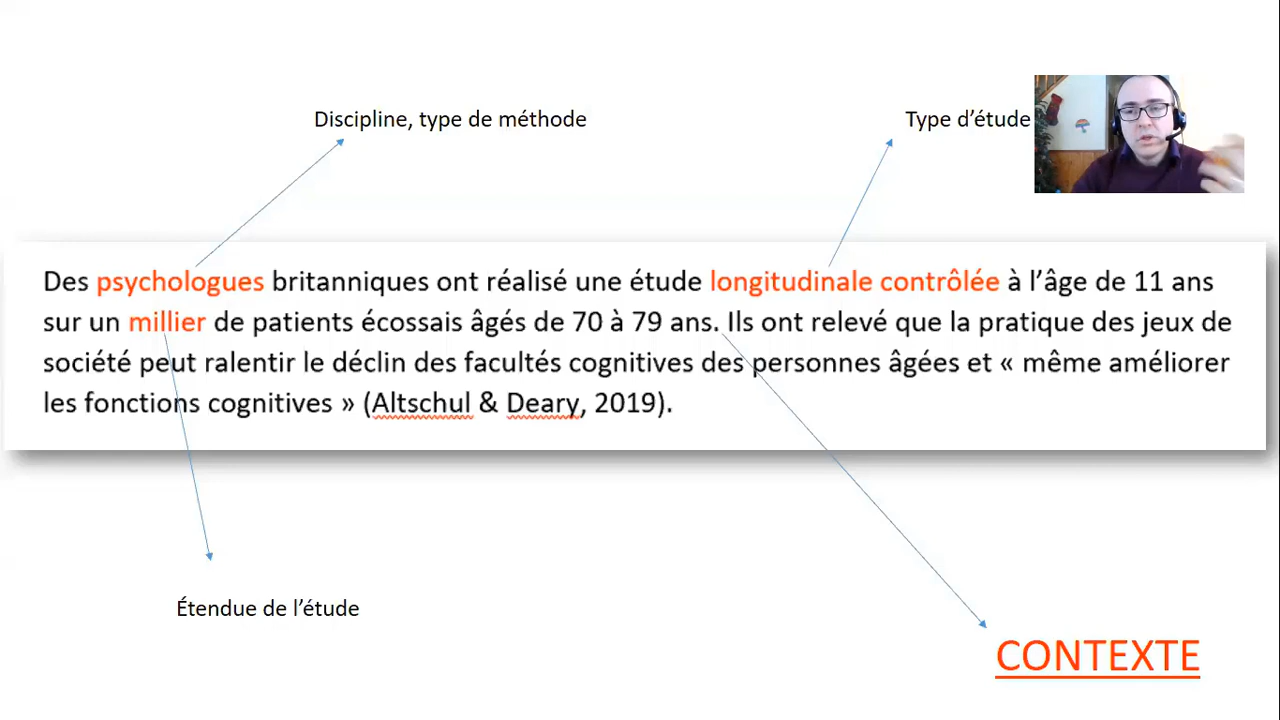 Discipline, type de méthode
Type d’étude
Des psychologues britanniques ont réalisé une étude longitudinale contrôlée à l’âge de 11 ans
sur un millier de patients écossais âgés de 70 à 79 ans. Ils ont relevé que la pratique des jeux de
société peut ralentir le déclin des facultés cognitives des personnes âgées et « même améliorer
les fonctions cognitives » (Altschul & Deary, 2019).
Étendue de l’étude
CONTEXTE